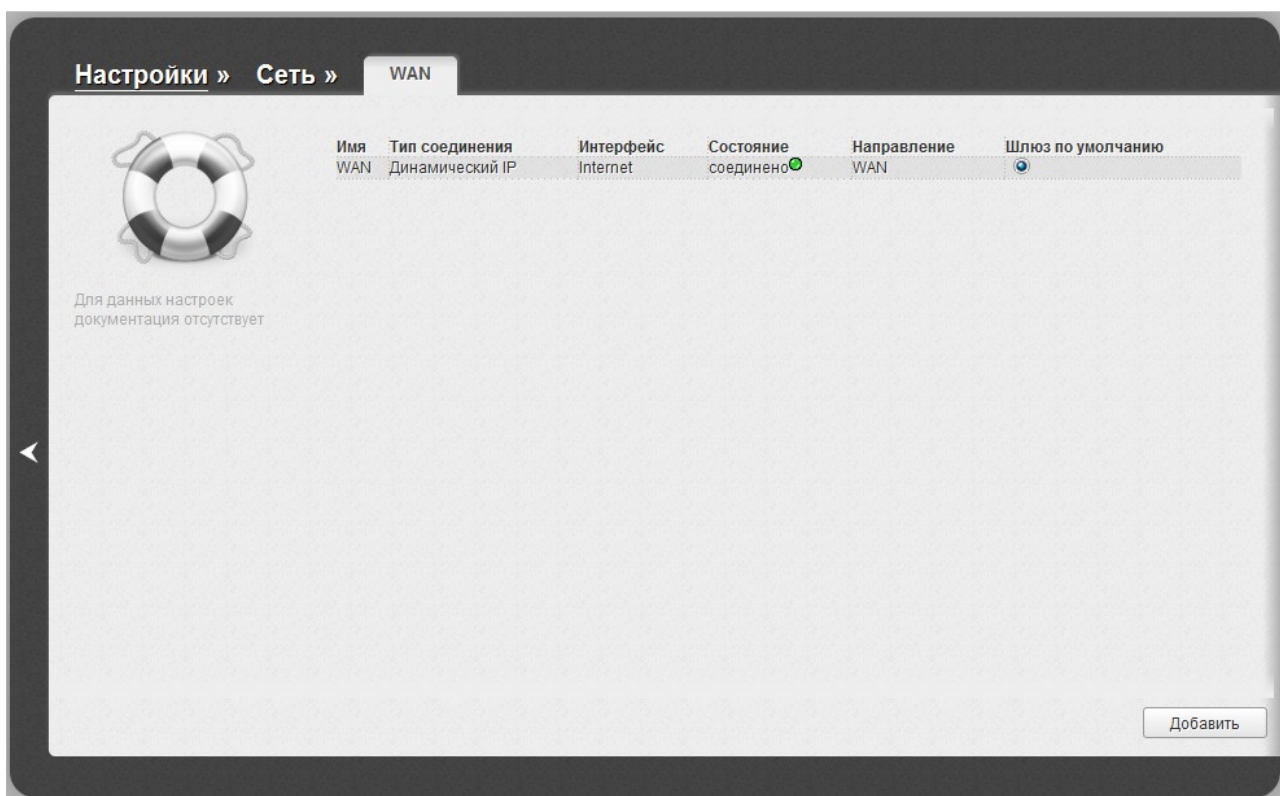 Настройки » Сеть » WAN
Имя Тип соединения Интерфейс Состояние Направление Шлюз по умолчанию
WAN Динамический IP Internet соединено WAN
Для данных настроек
документация отсутствует
Добавить